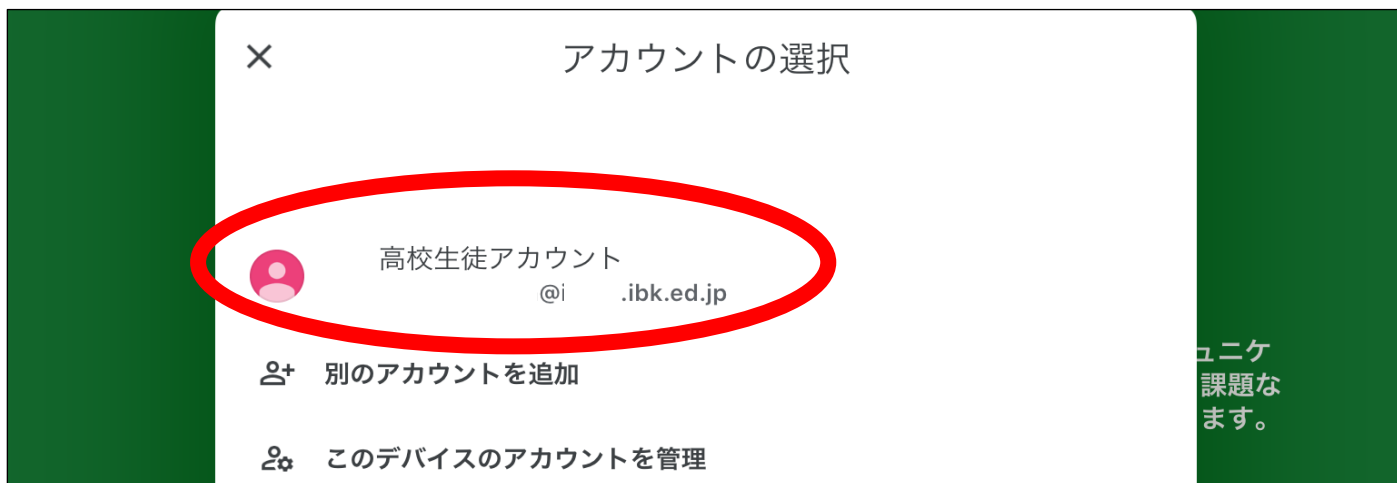 アカウントの選択
高校生徒アカウント
@i .ibk.ed.jp
ュニケ
別のアカウントを追加
課題な
ます。
このデバイスのアカウントを管理